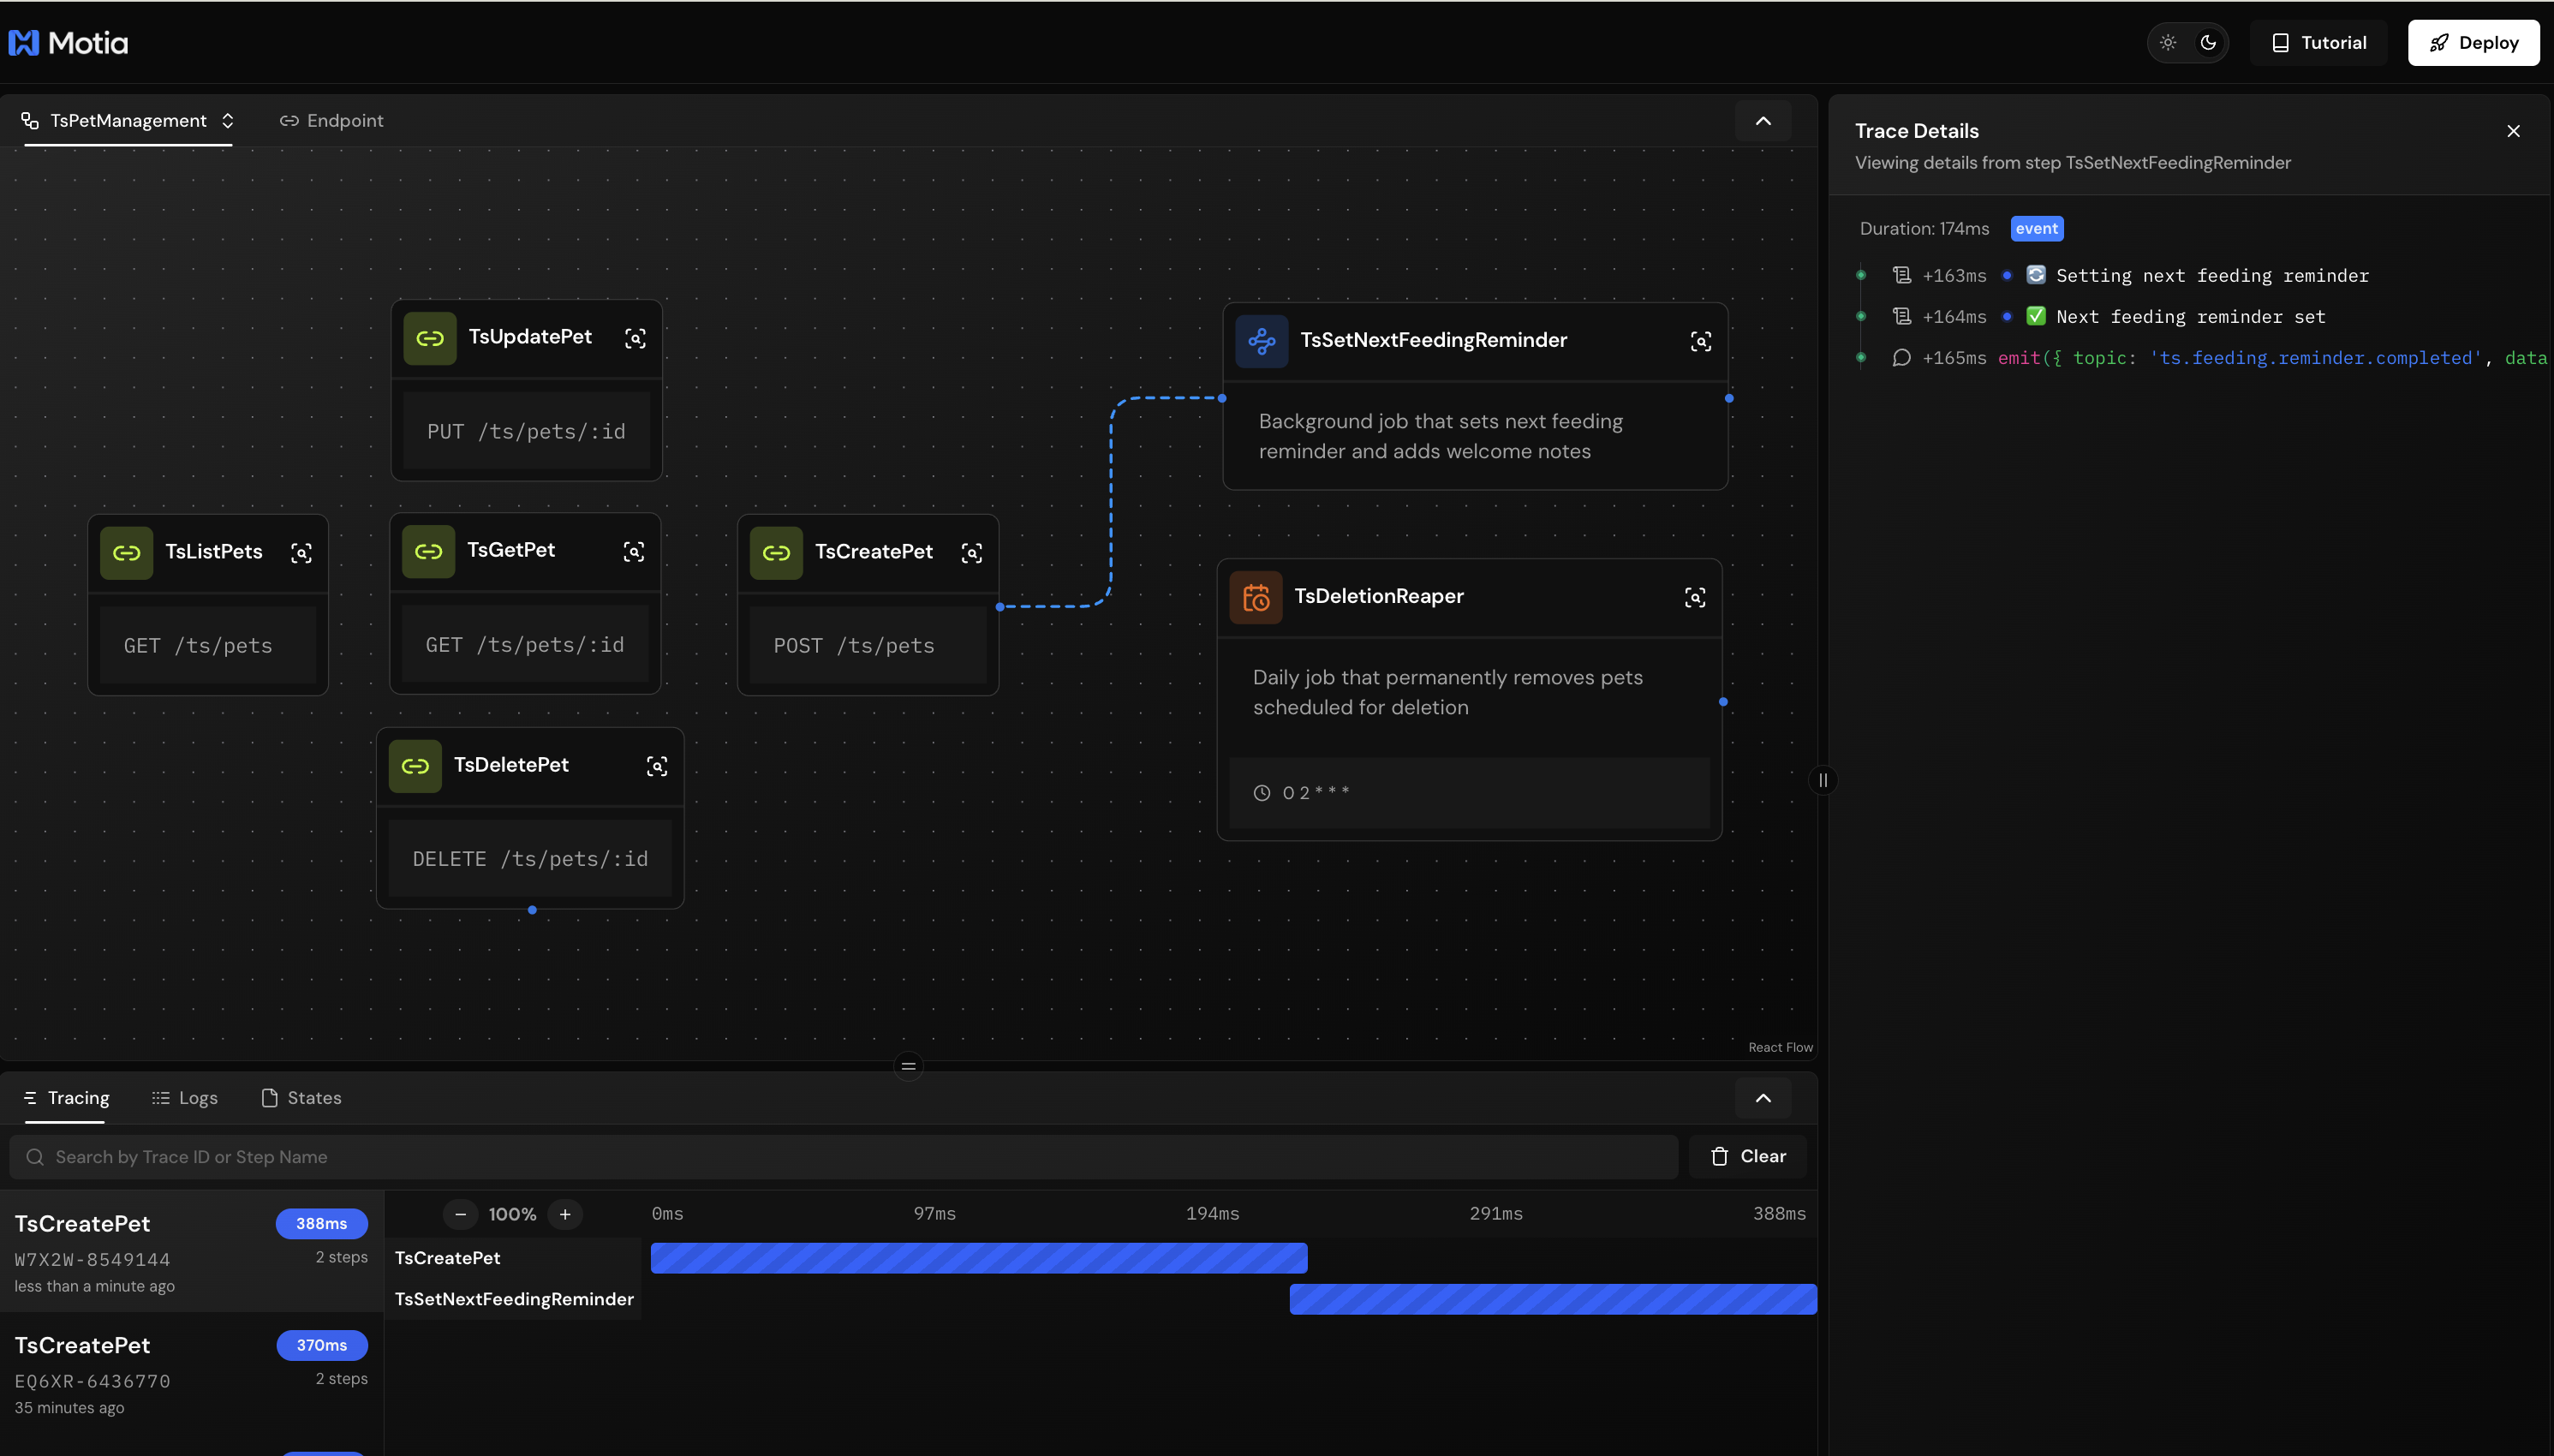 Motia
Tutorial
Deploy
TsPetManagement
Endpoint
TsUpdatePet
PUT /ts/pets/:id
TsSetNextFeedingReminder
Background job that sets next feeding
reminder and adds welcome notes
TsListPets
GET /ts/pets
TsGetPet
GET /ts/pets/:id
TsCreatePet
POST /ts/pets
TsDeletionReaper
Daily job that permanently removes pets
scheduled for deletion
0 2 * * *
TsDeletePet
DELETE /ts/pets/:id
React Flow
Trace Details
Viewing details from step TsSetNextFeedingReminder
Duration: 174ms event
+163ms 🔄 Setting next feeding reminder
+164ms ✅ Next feeding reminder set
+165ms emit({ topic: 'ts.feeding.reminder.completed', data
Tracing
Logs
States
Search by Trace ID or Step Name
Clear
TsCreatePet 388ms
W7X2W-8549144 2 steps
less than a minute ago
TsCreatePet 370ms
EQ6XR-6436770 2 steps
35 minutes ago
− 100% + 0ms 97ms 194ms 291ms 388ms
TsCreatePet
TsSetNextFeedingReminder